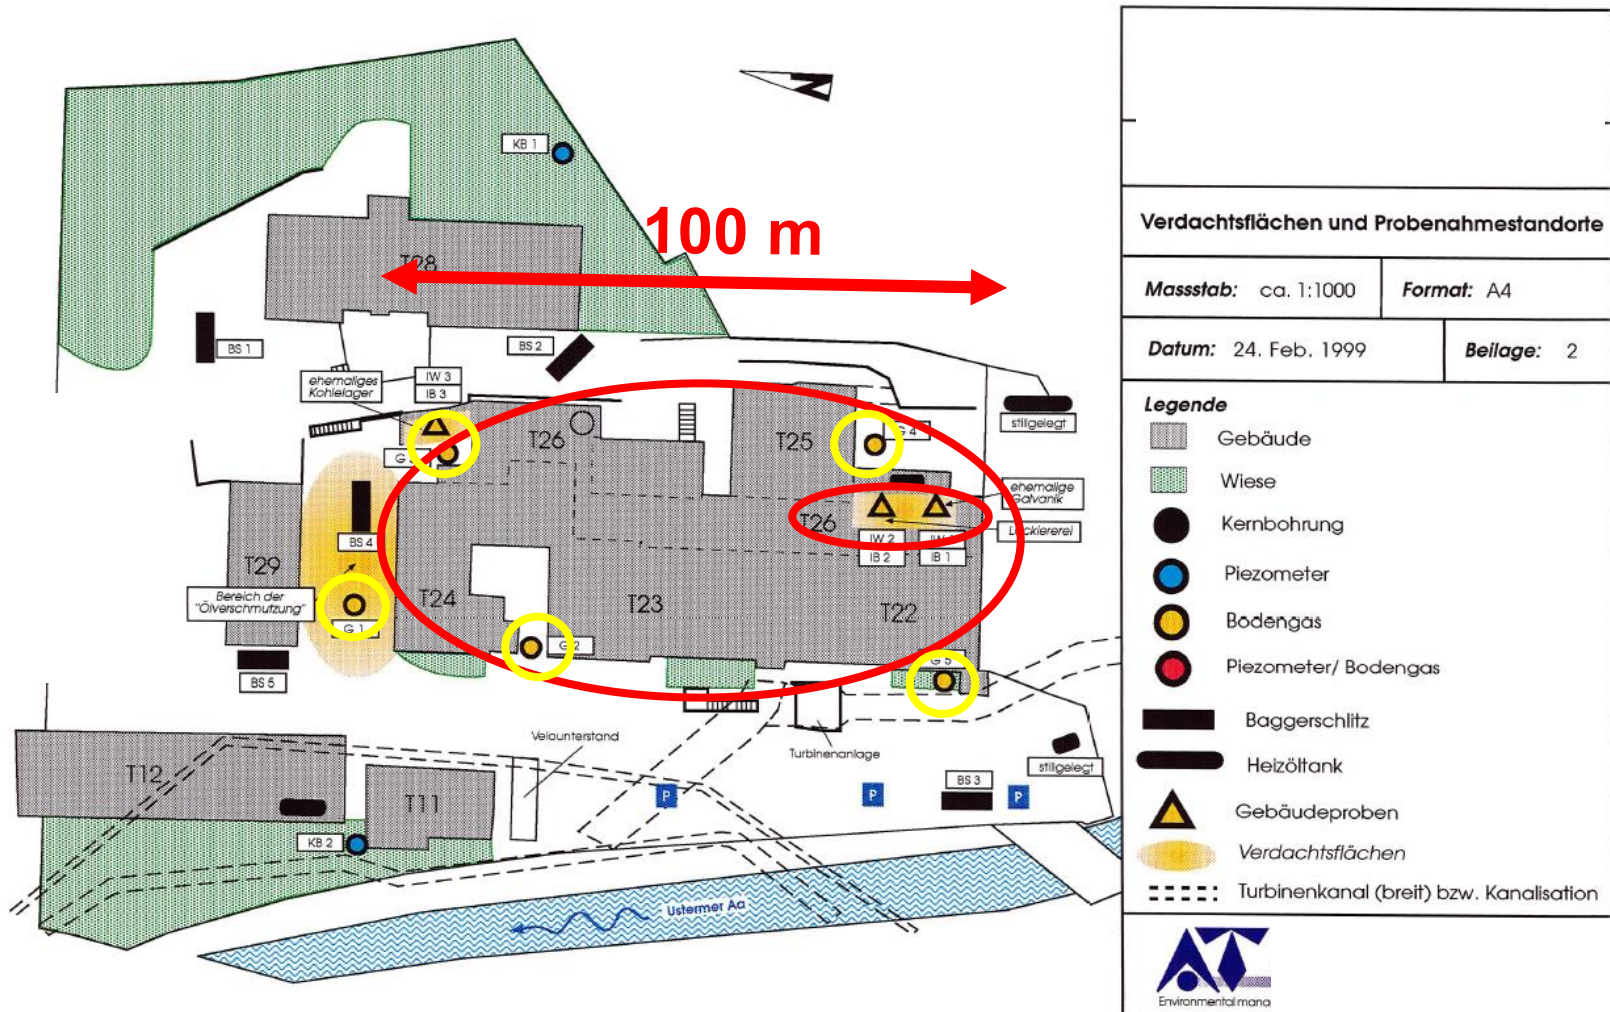 KB 1
100 m
T28
BS 1
BS 2
ehemaliges
Kohlelager
IW 3
IB 3
stillgelegt
T26
T25
G 4
G
ehemalige
Galvanik
Lackiererei
T26
IW 2
IB 2
IB 1
BS 4
T29
Bereich der
"Ölverschmutzung"
G 1
T24
T23
T22
G 2
G 5
BS 5
Velounterstand
Turbinenanlage
stillgelegt
T12
T11
P
P
P
BS 3
KB 2
Ustermer Aa
Verdachtsflächen und Probenahmestandorte
Massstab: ca. 1:1000
Format: A4
Datum: 24. Feb. 1999
Beilage: 2
Legende
Gebäude
Wiese
Kernbohrung
Piezometer
Bodengas
Piezometer/ Bodengas
Baggerschlitz
Heizöltank
Gebäudeproben
Verdachtsflächen
Turbinenkanal (breit) bzw. Kanalisation
Environmental mana